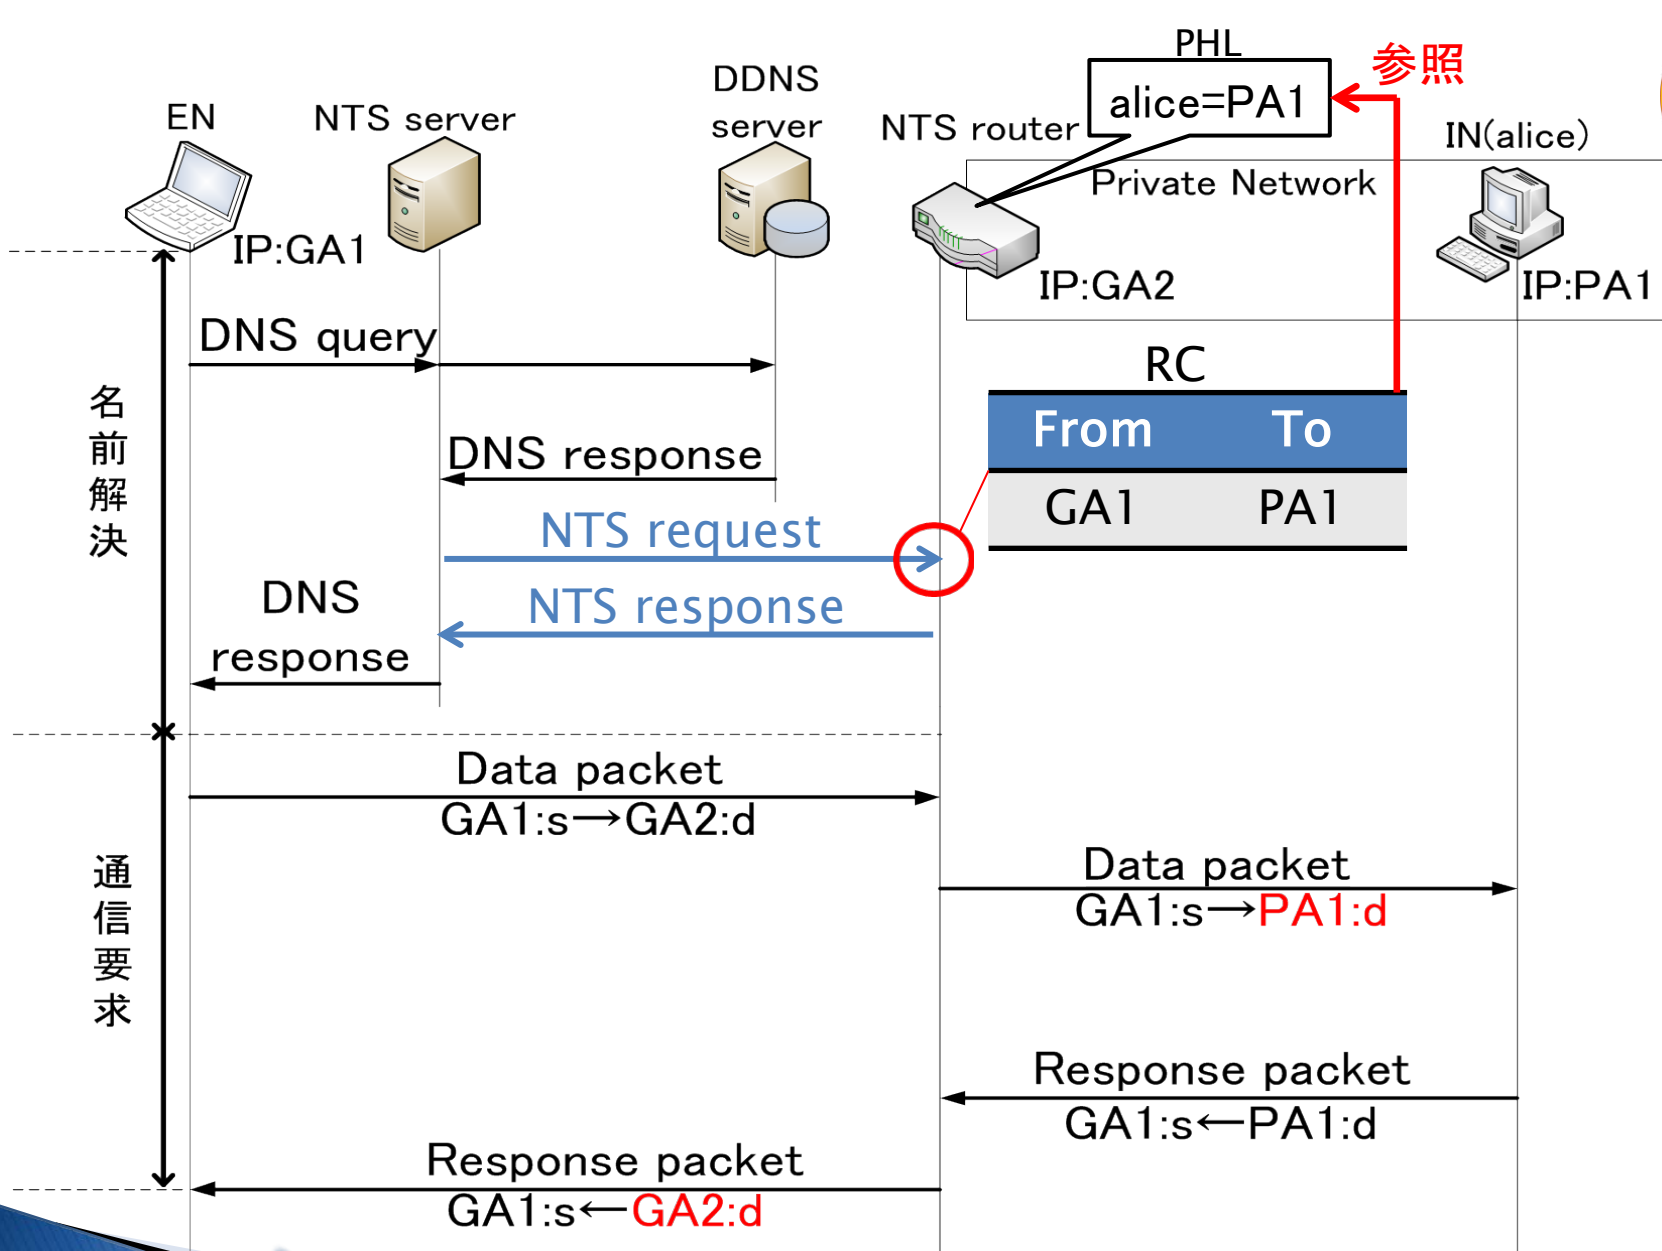 PHL
参照
alice=PA1
DDNS
server
EN
NTS server
NTS router
IN(alice)
Private Network
IP:GA1
IP:GA2
IP:PA1
名前解決
DNS query
RC
From To
GA1 PA1
DNS response
NTS request
NTS response
DNS
response
通信要求
Data packet
GA1:s→GA2:d
Data packet
GA1:s→PA1:d
Response packet
GA1:s←PA1:d
Response packet
GA1:s←GA2:d